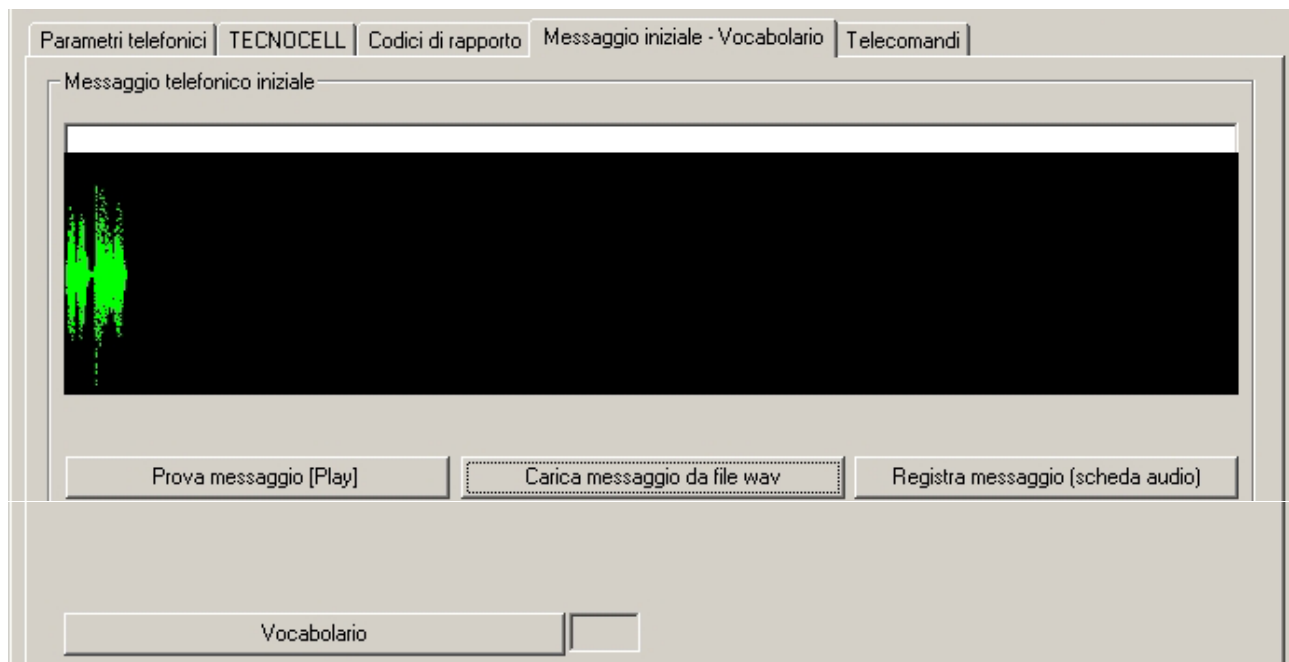 Parametri telefonici TECNOCELL Codici di rapporto Messaggio iniziale - Vocabolario Telecomandi
Messaggio telefonico iniziale
Prova messaggio [Play] Carica messaggio da file wav Registra messaggio (scheda audio)
Vocabolario